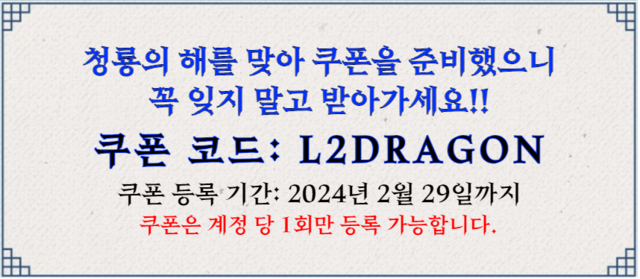 청룡의 해를 맞아 쿠폰을 준비했으니
꼭 잊지 말고 받아가세요!!
쿠폰 코드: L2DRAGON
쿠폰 등록 기간: 2024년 2월 29일까지
쿠폰은 계정 당 1회만 등록 가능합니다.